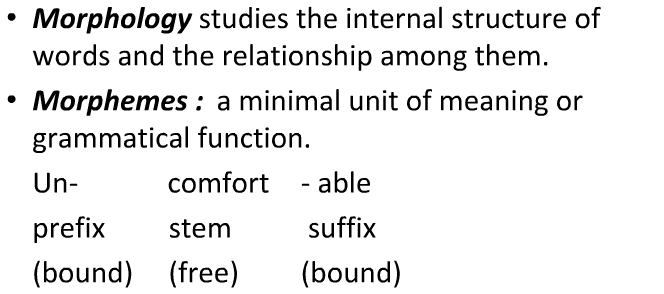 • Morphology studies the internal structure of
words and the relationship among them.
• Morphemes : a minimal unit of meaning or
grammatical function.
Un- comfort - able
prefix stem suffix
(bound) (free) (bound)